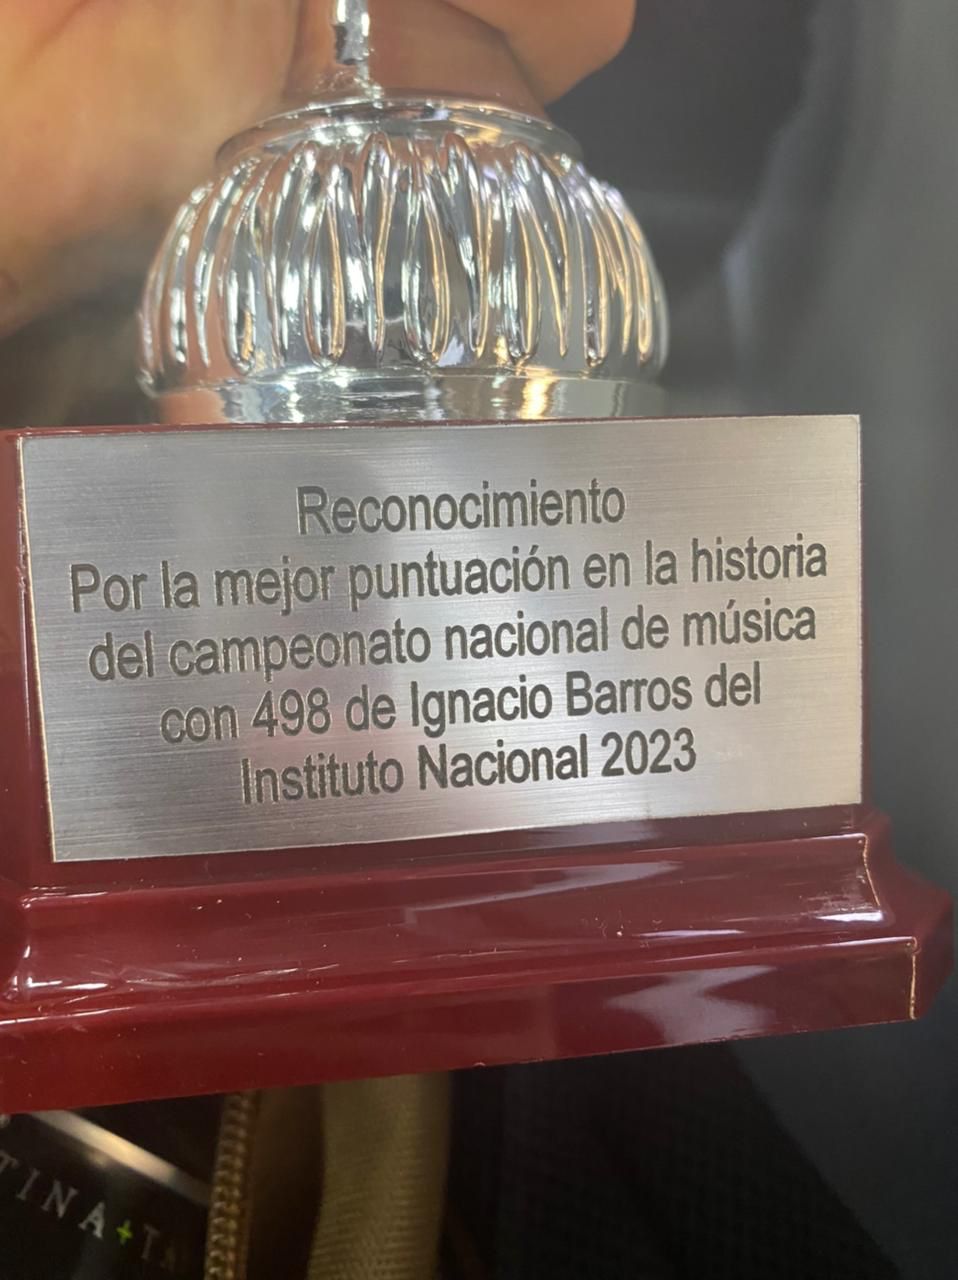 Reconocimiento
Por la mejor puntuación en la historia
del campeonato nacional de música
con 498 de Ignacio Barros del
Instituto Nacional 2023